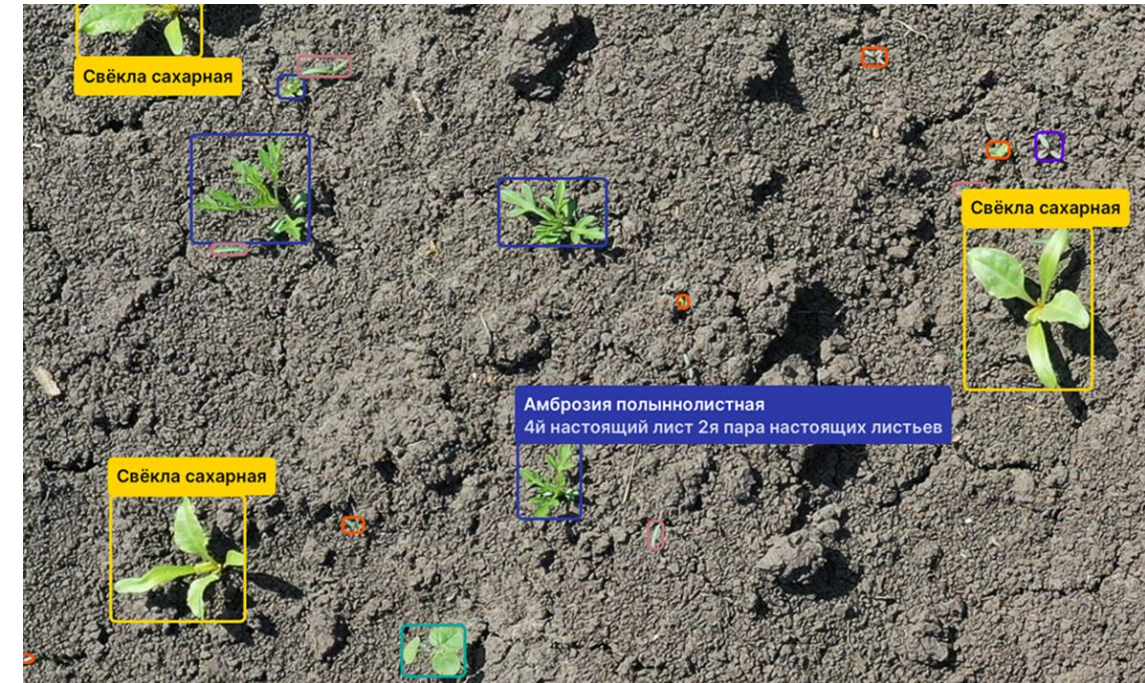 Свёкла сахарная
Свёкла сахарная
Амброзия полыннолистная
4й настоящий лист 2я пара настоящих листьев
Свёкла сахарная